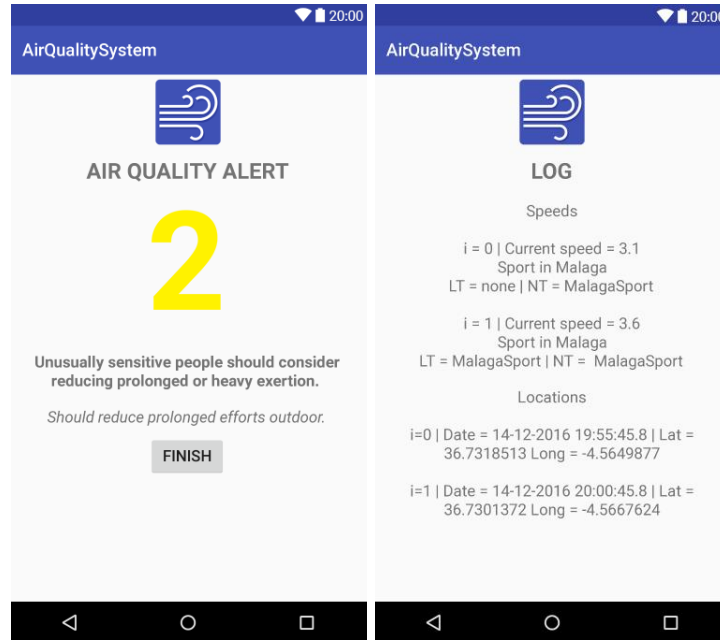 20:00
AirQualitySystem
AIR QUALITY ALERT
2
Unusually sensitive people should consider
reducing prolonged or heavy exertion.
Should reduce prolonged efforts outdoor.
FINISH
20:00
AirQualitySystem
LOG
Speeds
i = 0 | Current speed = 3.1
Sport in Malaga
LT = none | NT = MalagaSport
i = 1 | Current speed = 3.6
Sport in Malaga
LT = MalagaSport | NT = MalagaSport
Locations
i=0 | Date = 14-12-2016 19:55:45.8 | Lat =
36.7318513 Long = -4.5649877
i=1 | Date = 14-12-2016 20:00:45.8 | Lat =
36.7301372 Long = -4.5667624